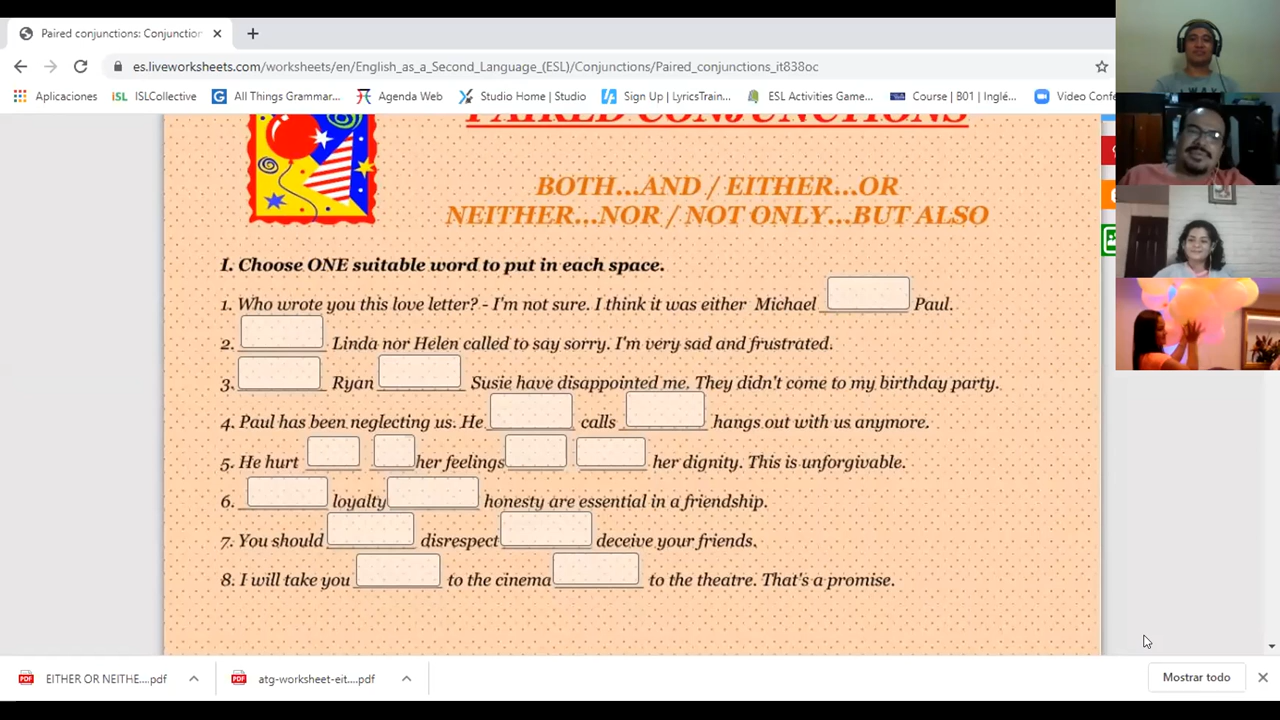 Paired conjunctions: Conjunction
es.liveworksheets.com/worksheets/en/English_as_a_Second_Language_(ESL)/Conjunctions/Paired_conjunctions_it838oc
Aplicaciones iSL ISLCollective All Things Grammar... Agenda Web Studio Home | Studio Sign Up | LyricsTrain... ESL Activities Game... Course | B01 | Inglé... Video Confe
PAIRED CONJUNCTIONS
BOTH...AND / EITHER...OR
NEITHER...NOR / NOT ONLY...BUT ALSO
I. Choose ONE suitable word to put in each space.
1. Who wrote you this love letter? - I'm not sure. I think it was either Michael Paul.
2. Linda nor Helen called to say sorry. I'm very sad and frustrated.
3. Ryan Susie have disappointed me. They didn't come to my birthday party.
4. Paul has been neglecting us. He calls hangs out with us anymore.
5. He hurt her feelings her dignity. This is unforgivable.
6. loyalty honesty are essential in a friendship.
7. You should disrespect deceive your friends.
8. I will take you to the cinema to the theatre. That's a promise.
PDF EITHER OR NEITHE....pdf PDF atg-worksheet-eit....pdf Mostrar todo